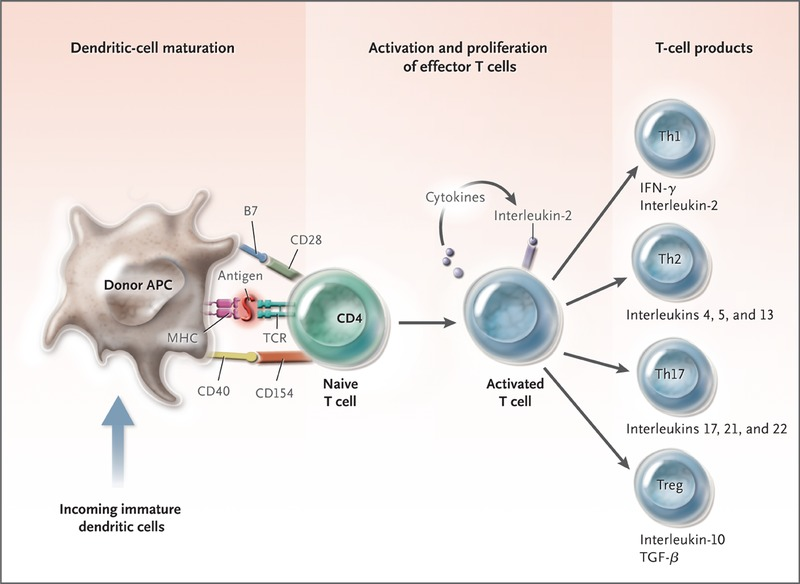 Dendritic-cell maturation
Activation and proliferation
of effector T cells
T-cell products
B7
CD28
Antigen
Donor APC
MHC
TCR
CD4
CD40
CD154
Naive
T cell
Incoming immature
dendritic cells
Cytokines
Interleukin-2
Activated
T cell
Th1
IFN-γ
Interleukin-2
Th2
Interleukins 4, 5, and 13
Th17
Interleukins 17, 21, and 22
Treg
Interleukin-10
TGF-β